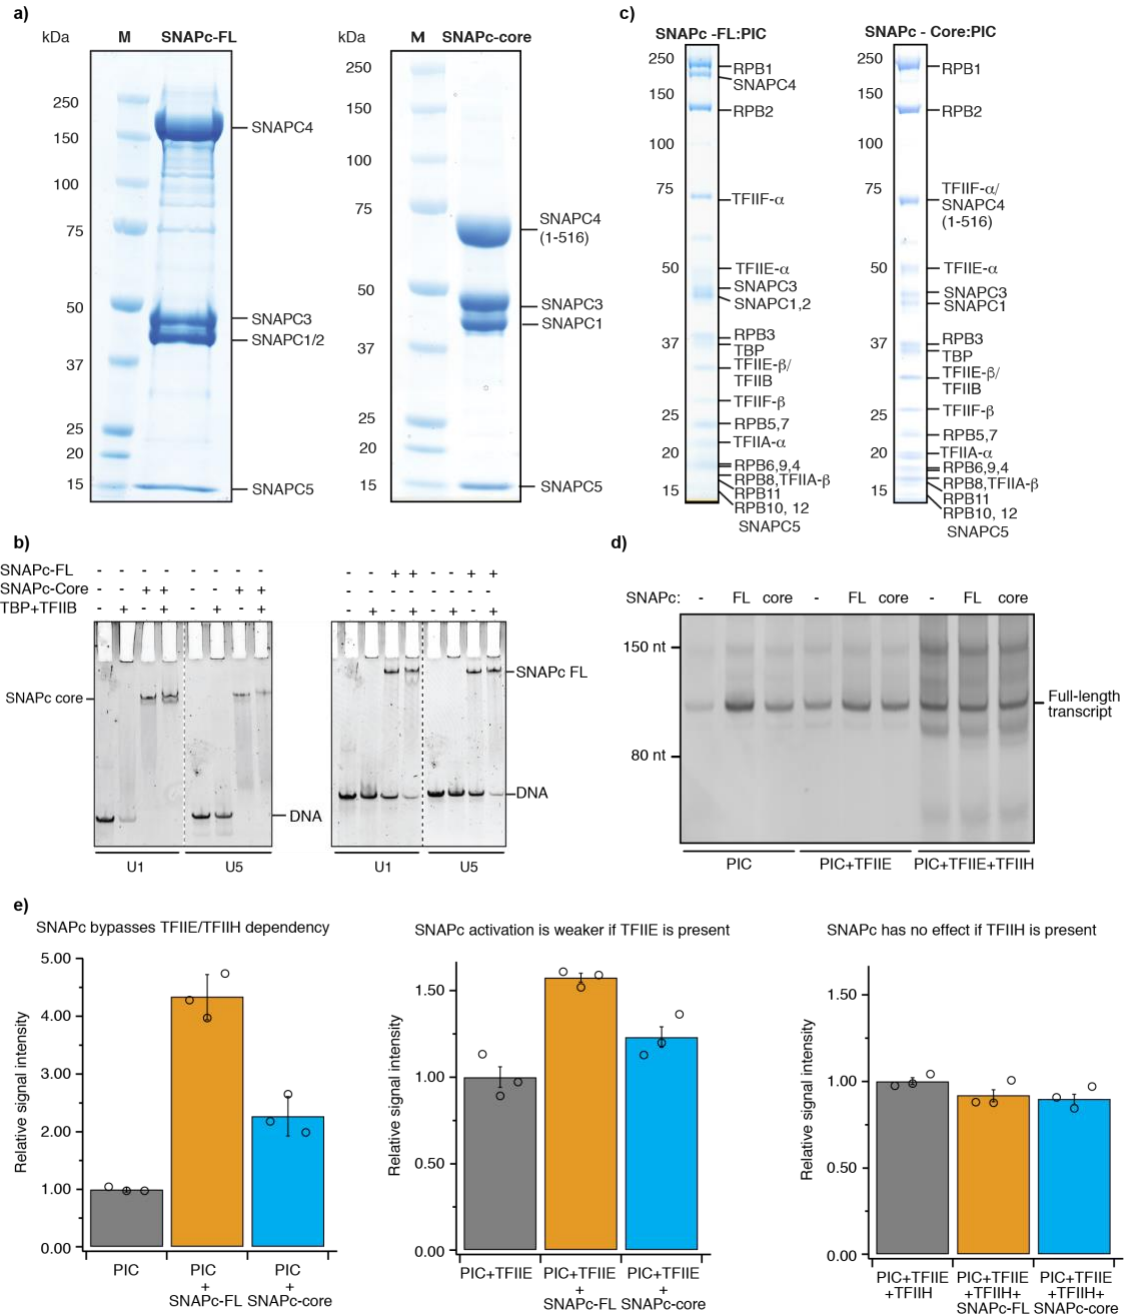 a)
kDa M SNAPc-FL
250
150
100
75
50
37
25
20
15
SNAPC4
SNAPC3
SNAPC1/2
SNAPC5
kDa M SNAPc-core
250
150
100
75
50
37
25
20
15
SNAPC4
(1-516)
SNAPC3
SNAPC1
SNAPC5
c)
SNAPc -FL:PIC
250
150
100
75
50
37
25
20
15
RPB1
SNAPC4
RPB2
TFIIF-α
TFIIE-α
SNAPC3
SNAPC1,2
RPB3
TBP
TFIIE-β/
TFIIB
TFIIF-β
RPB5,7
TFIIA-α
RPB6,9,4
RPB8,TFIIA-β
RPB11
RPB10, 12
SNAPC5
SNAPc - Core:PIC
250
150
100
75
50
37
25
20
15
RPB1
RPB2
TFIIF-α/
SNAPC4
(1-516)
TFIIE-α
SNAPC3
SNAPC1
RPB3
TBP
TFIIE-β/
TFIIB
TFIIF-β
RPB5,7
TFIIA-α
RPB6,9,4
RPB8,TFIIA-β
RPB11
RPB10, 12
SNAPC5
b)
SNAPc-FL - - - - - - - -
SNAPc-Core - - + + - - + +
TBP+TFIIB - + - + - + - +
SNAPc core
DNA
U1 U5
- - + + - - + +
- - - - - - - -
- + - + - + - +
SNAPc FL
DNA
U1 U5
d)
SNAPc: - FL core - FL core - FL core
150 nt
80 nt
Full-length
transcript
PIC PIC+TFIIE PIC+TFIIE+TFIIH
e)
SNAPc bypasses TFIIE/TFIIH dependency
Relative signal intensity
5.00
4.00
3.00
2.00
1.00
0.00
PIC PIC PIC
+ +
SNAPc-FL SNAPc-core
SNAPc activation is weaker if TFIIE is present
Relative signal intensity
1.50
1.00
0.50
0.00
PIC+TFIIE PIC+TFIIE PIC+TFIIE
+ +
SNAPc-FL SNAPc-core
SNAPc has no effect if TFIIH is present
Relative signal intensity
1.50
1.00
0.50
0.00
PIC+TFIIE PIC+TFIIE PIC+TFIIE
+TFIIH +TFIIH+ +TFIIH+
SNAPc-FL SNAPc-core